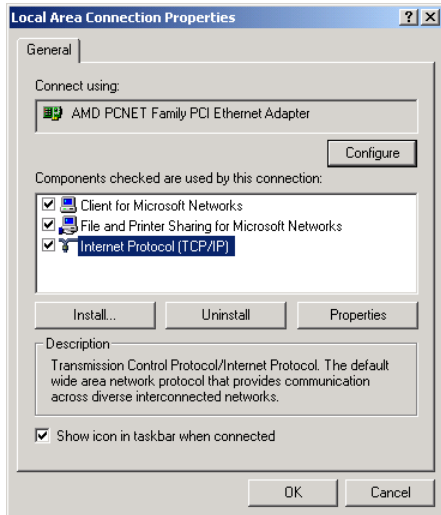 Local Area Connection Properties
General
Connect using:
AMD PCNET Family PCI Ethernet Adapter
Configure
Components checked are used by this connection:
Client for Microsoft Networks
File and Printer Sharing for Microsoft Networks
Internet Protocol (TCP/IP)
Install... Uninstall Properties
Description
Transmission Control Protocol/Internet Protocol. The default
wide area network protocol that provides communication
across diverse interconnected networks.
Show icon in taskbar when connected
OK Cancel